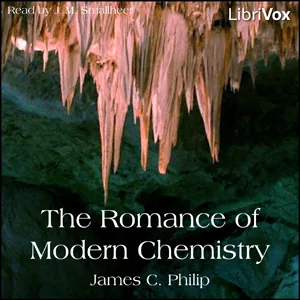 LibriVox
Read by J. M. Smallheer
The Romance of
Modern Chemistry
James C. Philip